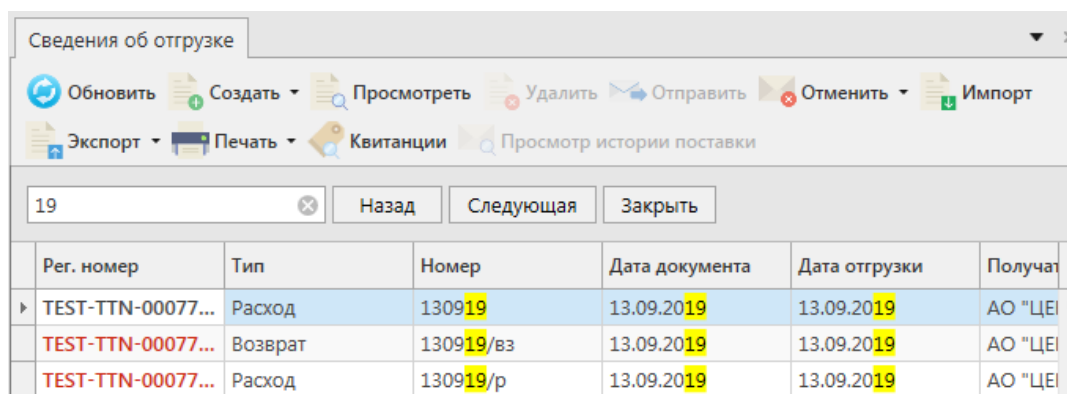 Сведения об отгрузке
Обновить Создать Просмотреть Удалить Отправить Отменить Импорт
Экспорт Печать Квитанции Просмотр истории поставки
19 Назад Следующая Закрыть
Рег. номер Тип Номер Дата документа Дата отгрузки Получат
TEST-TTN-00077... Расход 130919 13.09.2019 13.09.2019 АО "ЦЕ
TEST-TTN-00077... Возврат 130919/вз 13.09.2019 13.09.2019 АО "ЦЕ
TEST-TTN-00077... Расход 130919/р 13.09.2019 13.09.2019 АО "ЦЕ